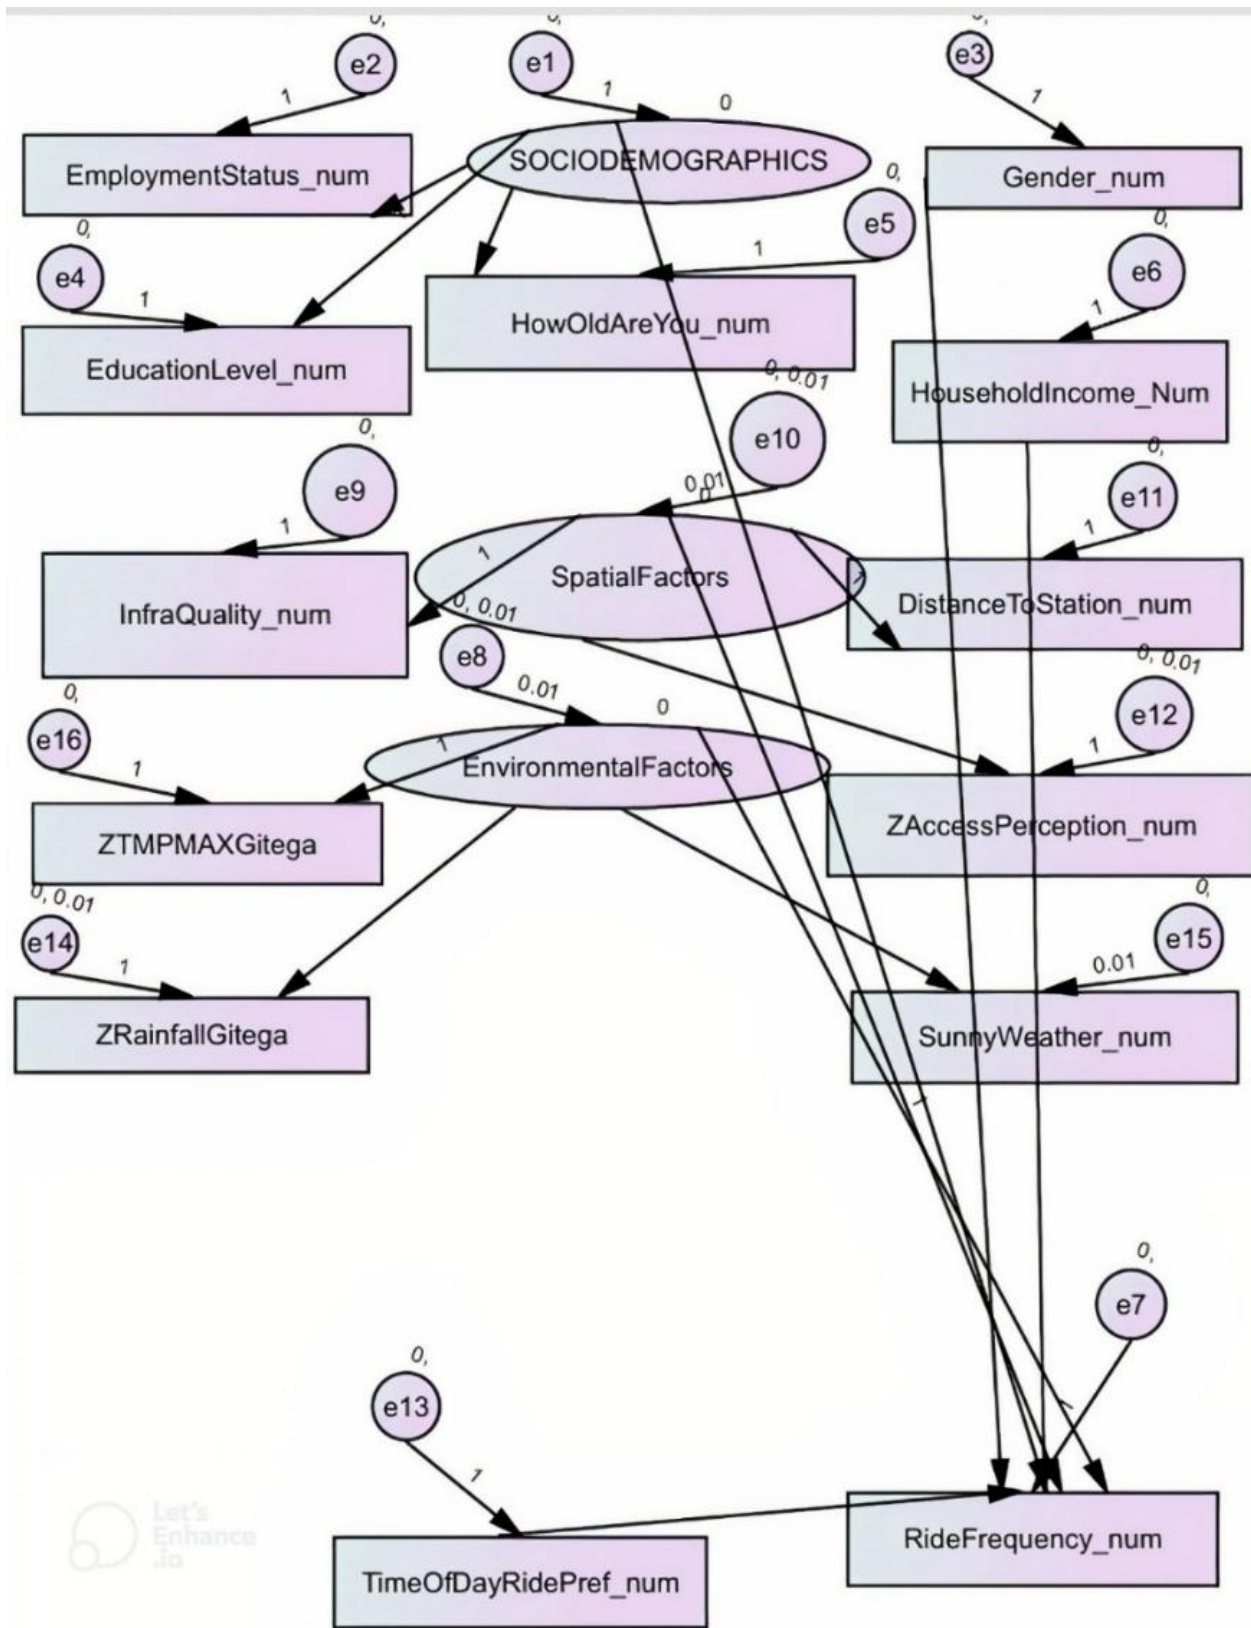 0,
0,
0,
e2
e1
e3
1
1
0
1
EmploymentStatus_num
SOCIODEMOGRAPHICS
Gender_num
0,
e5
0,
0,
e4
1
1
e6
HowOldAreYou_num
1
EducationLevel_num
0, 0.01
HouseholdIncome_Num
0,
e10
0,
e9
0.01
0
e11
1
1
1
SpatialFactors
1
InfraQuality_num
DistanceToStation_num
0, 0.01
e8
0, 0.01
0,
0.01
0
e12
e16
1
1
1
EnvironmentalFactors
ZTMPMAXGitega
ZAccessPerception_num
0, 0.01
0,
e14
e15
1
0.01
ZRainfallGitega
SunnyWeather_num
1
0,
e7
0,
e13
1
1
Let's
Enhance
.io
RideFrequency_num
TimeOfDayRidePref_num